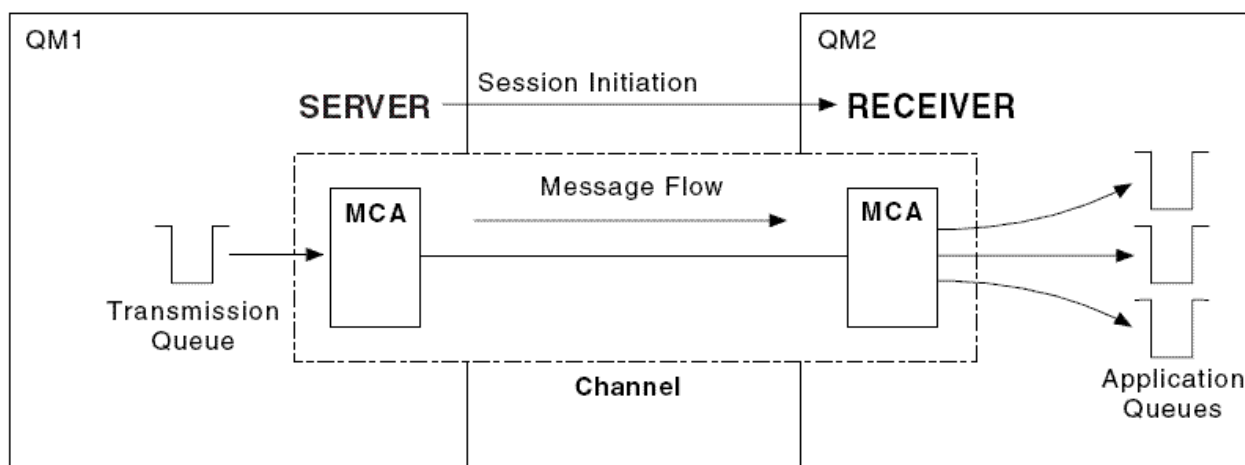 QM1
QM2
Session Initiation
SERVER
RECEIVER
Message Flow
MCA
MCA
Transmission
Queue
Channel
Application
Queues